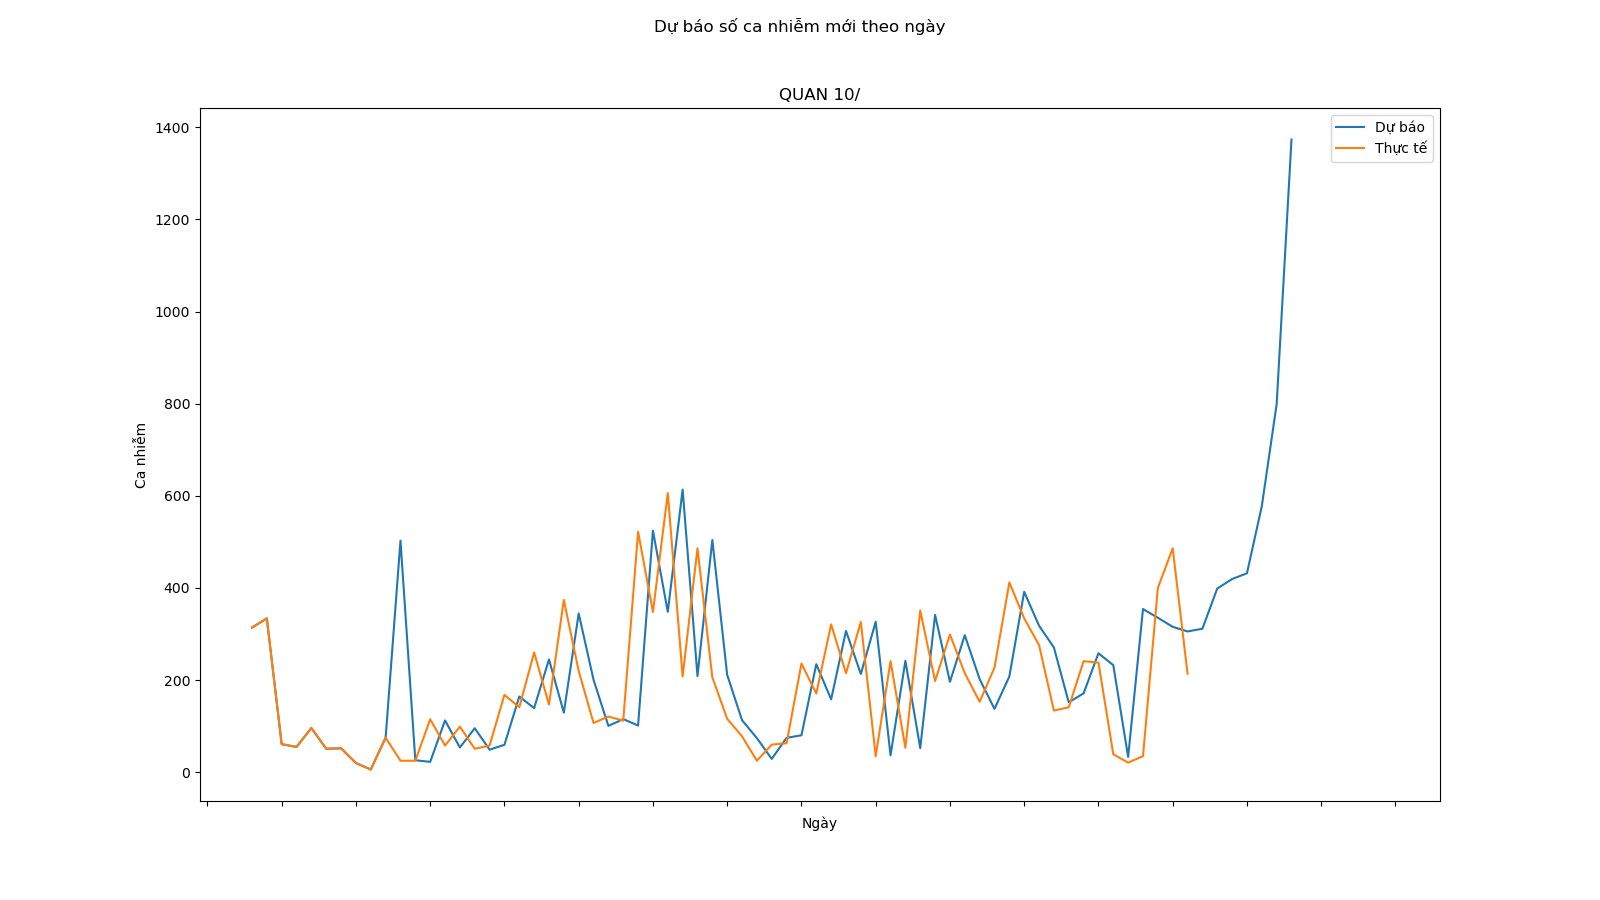 Dự báo số ca nhiễm mới theo ngày
QUAN 10/
Dự báo
Thực tế
1400
1200
1000
800
600
400
200
0
Ca nhiễm
Ngày